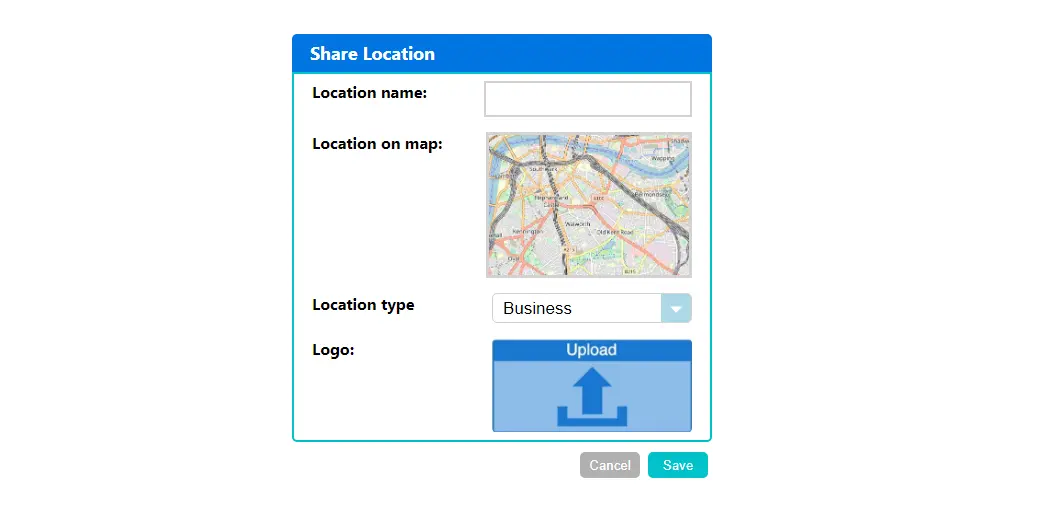 Share Location
Location name:
Location on map:
Wapping
Southwark
Bermondsey
Elephant and
Castle
Walworth
Kennington
Old Kent Road
Location type
Business
Logo:
Upload
Cancel
Save